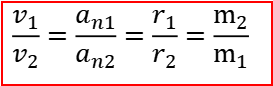 v₁/v₂ = aₙ₁/aₙ₂ = r₁/r₂ = m₂/m₁